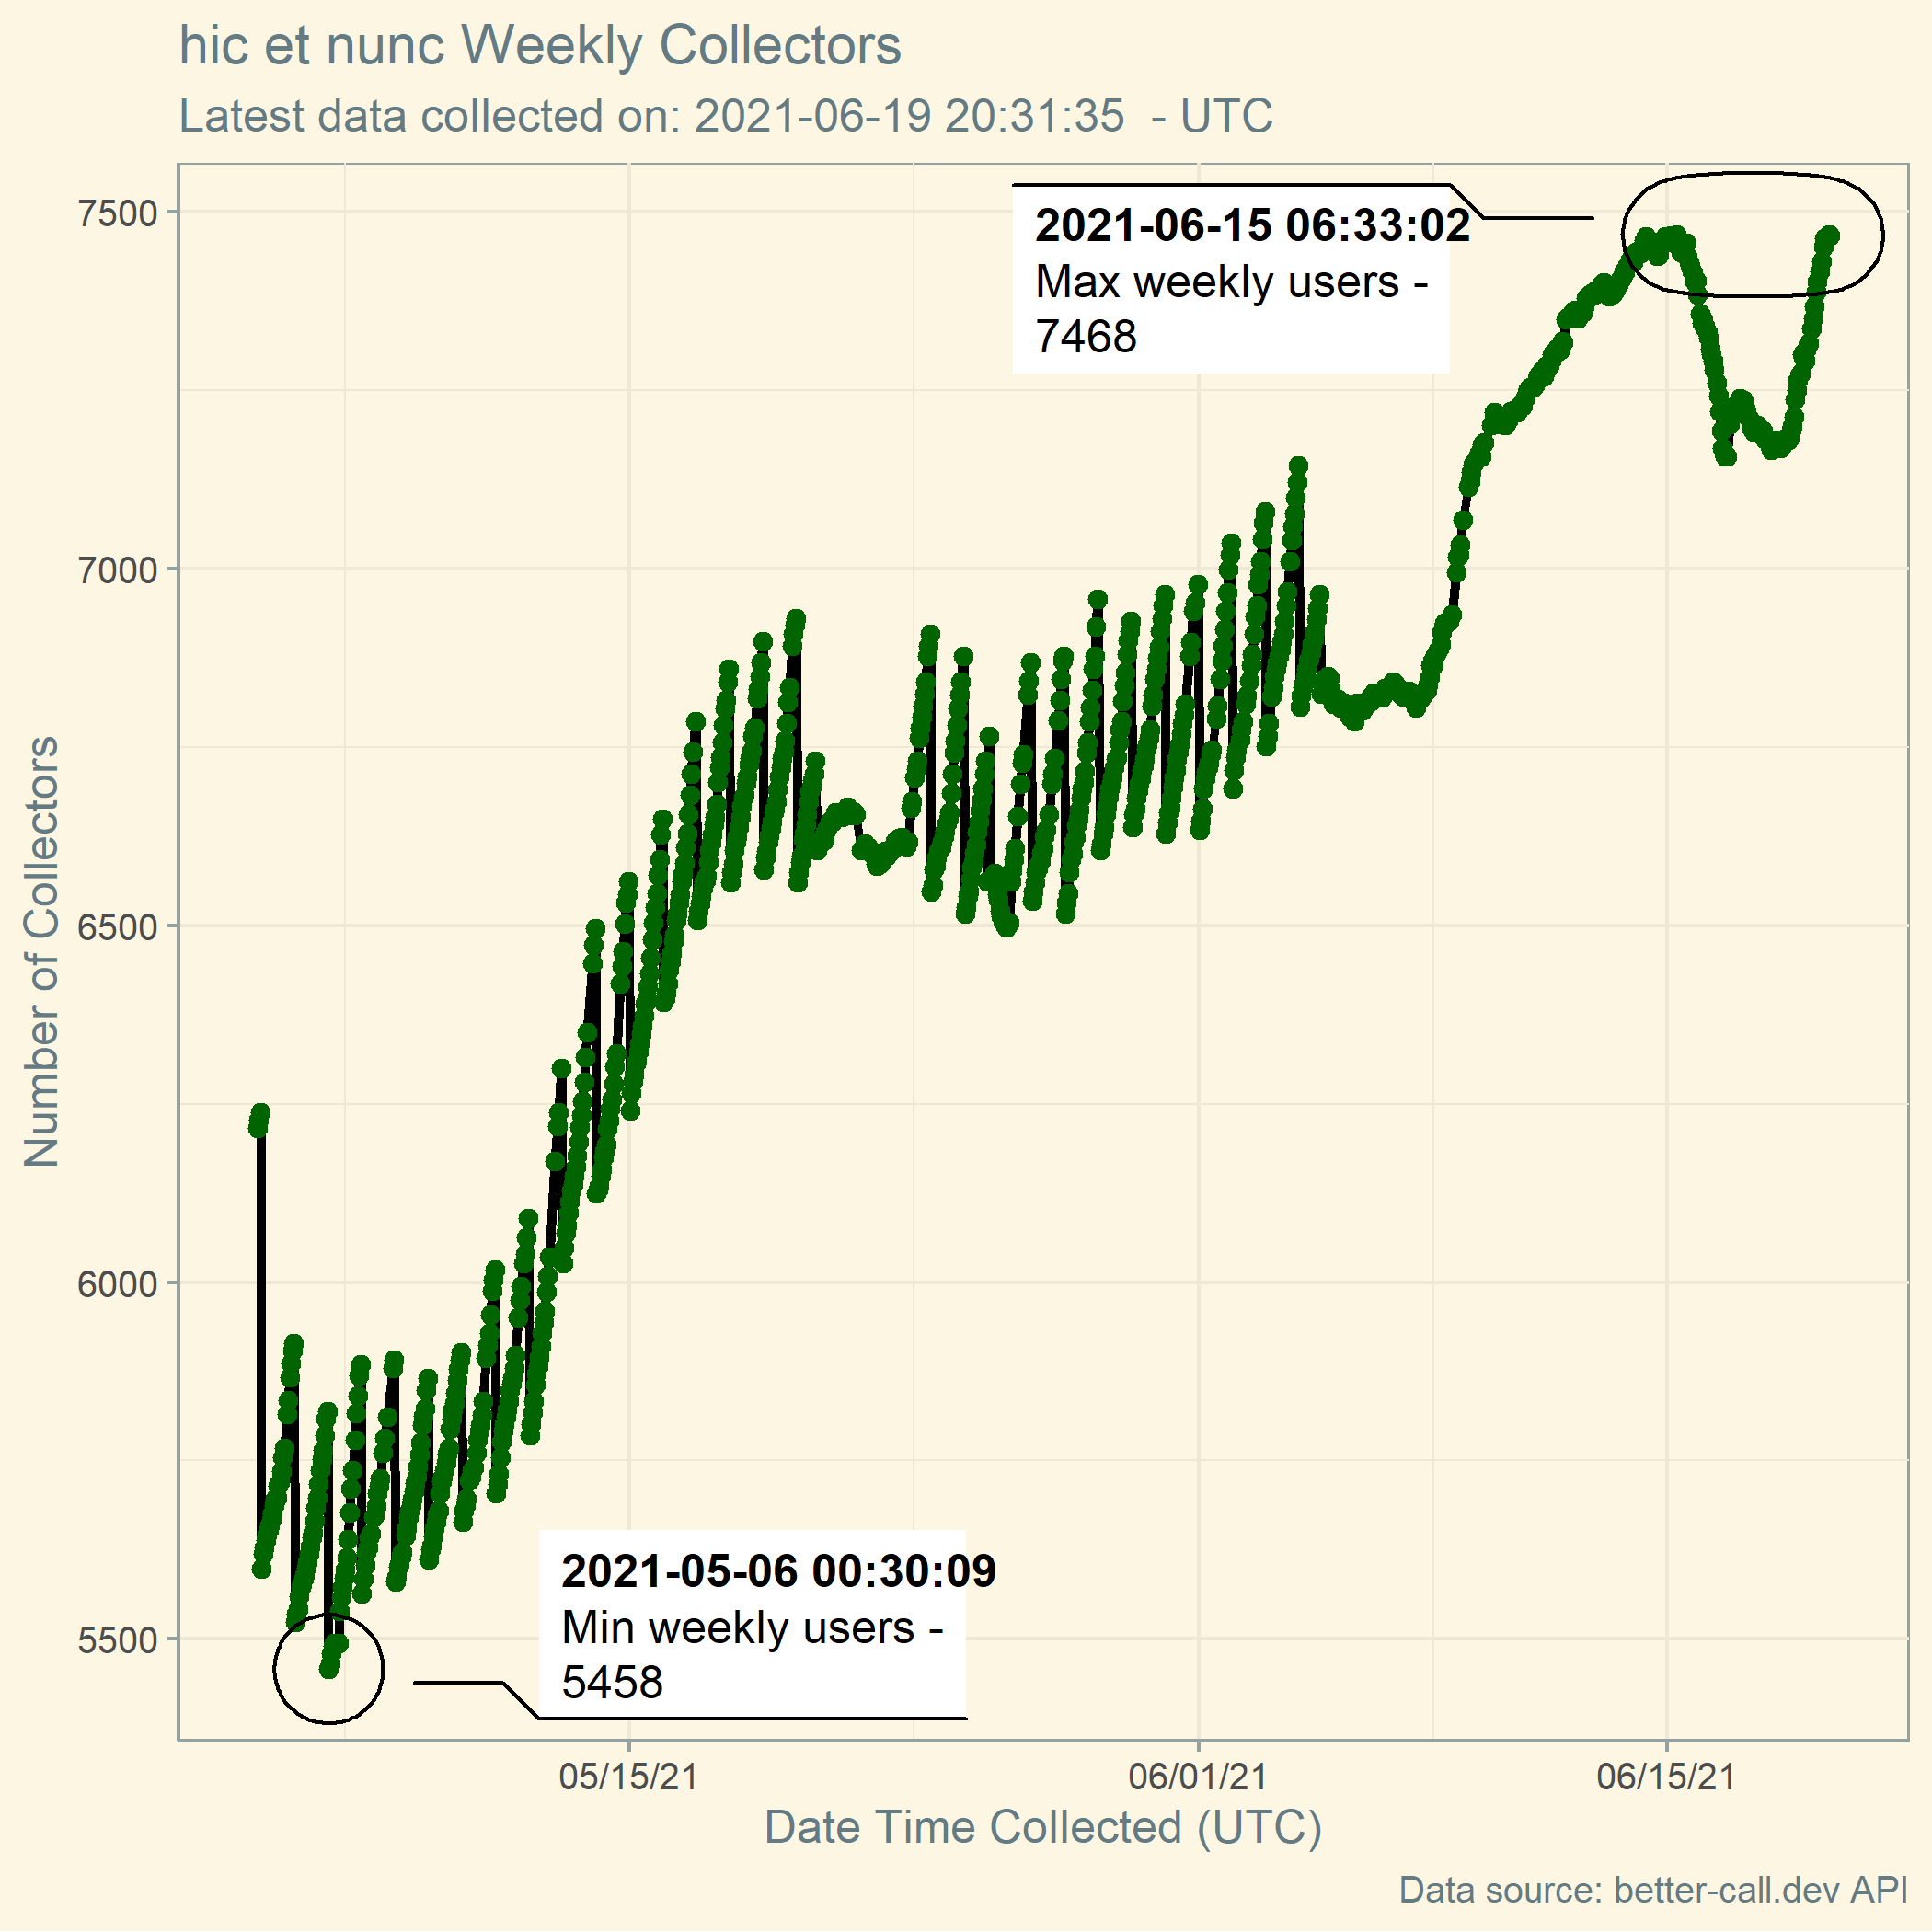 hic et nunc Weekly Collectors
Latest data collected on: 2021-06-19 20:31:35  - UTC
Number of Collectors
7500
7000
6500
6000
5500
2021-06-15 06:33:02
Max weekly users -
7468
2021-05-06 00:30:09
Min weekly users -
5458
05/15/21
06/01/21
06/15/21
Date Time Collected (UTC)
Data source: better-call.dev API